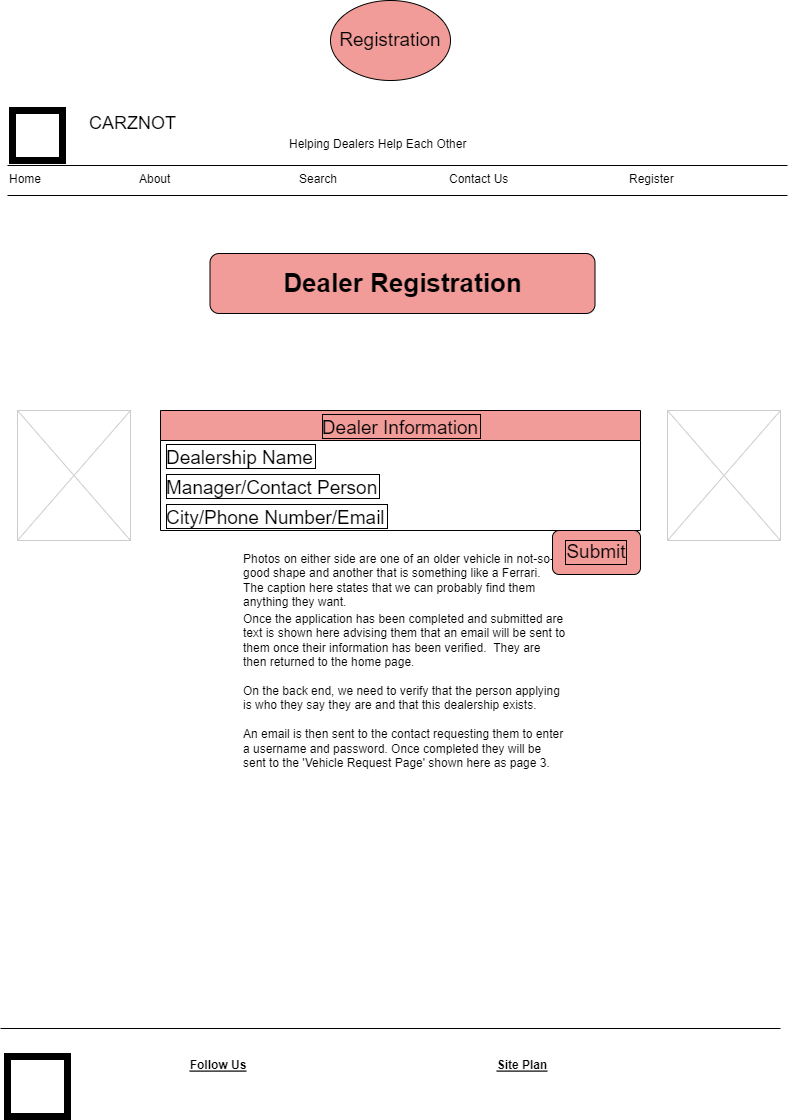 Registration
CARZNOT
Helping Dealers Help Each Other
Home About Search Contact Us Register
Dealer Registration
Dealer Information
Dealership Name
Manager/Contact Person
City/Phone Number/Email
Submit
Photos on either side are one of an older vehicle in not-so-
good shape and another that is something like a Ferrari.
The caption here states that we can probably find them
anything they want.
Once the application has been completed and submitted are
text is shown here advising them that an email will be sent to
them once their information has been verified.  They are
then returned to the home page.
On the back end, we need to verify that the person applying
is who they say they are and that this dealership exists.
An email is then sent to the contact requesting them to enter
a username and password. Once completed they will be
sent to the 'Vehicle Request Page' shown here as page 3.
Follow Us Site Plan